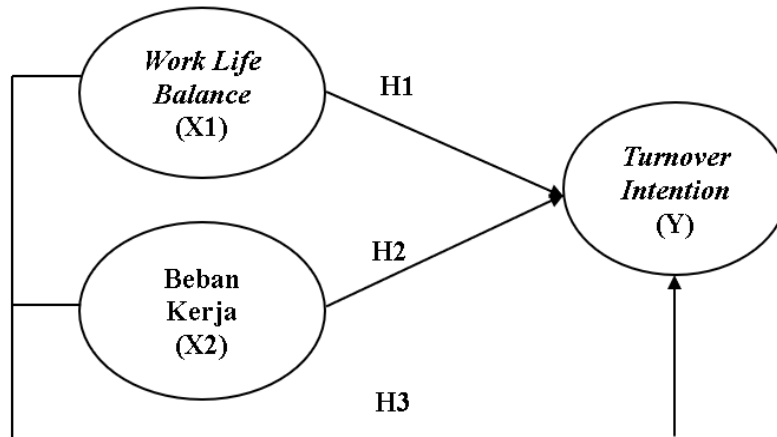 Work Life
Balance
(X1)
H1
Turnover
Intention
(Y)
H2
Beban
Kerja
(X2)
H3